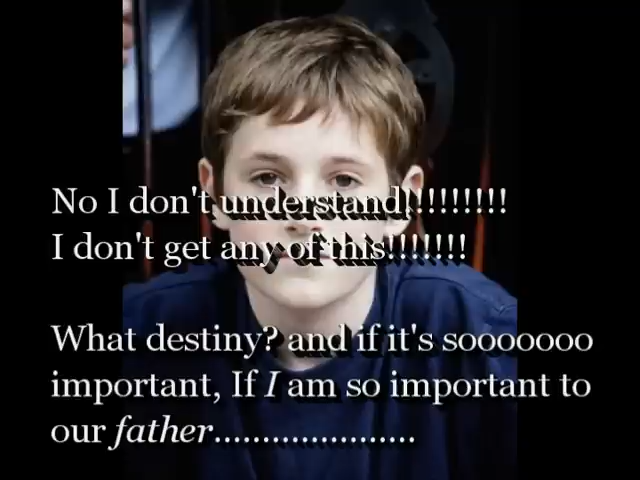 No I don't understand!!!!!!!!!!
I don't get any of this!!!!!!!
What destiny? and if it's sooooooo
important, If I am so important to
our father.....................